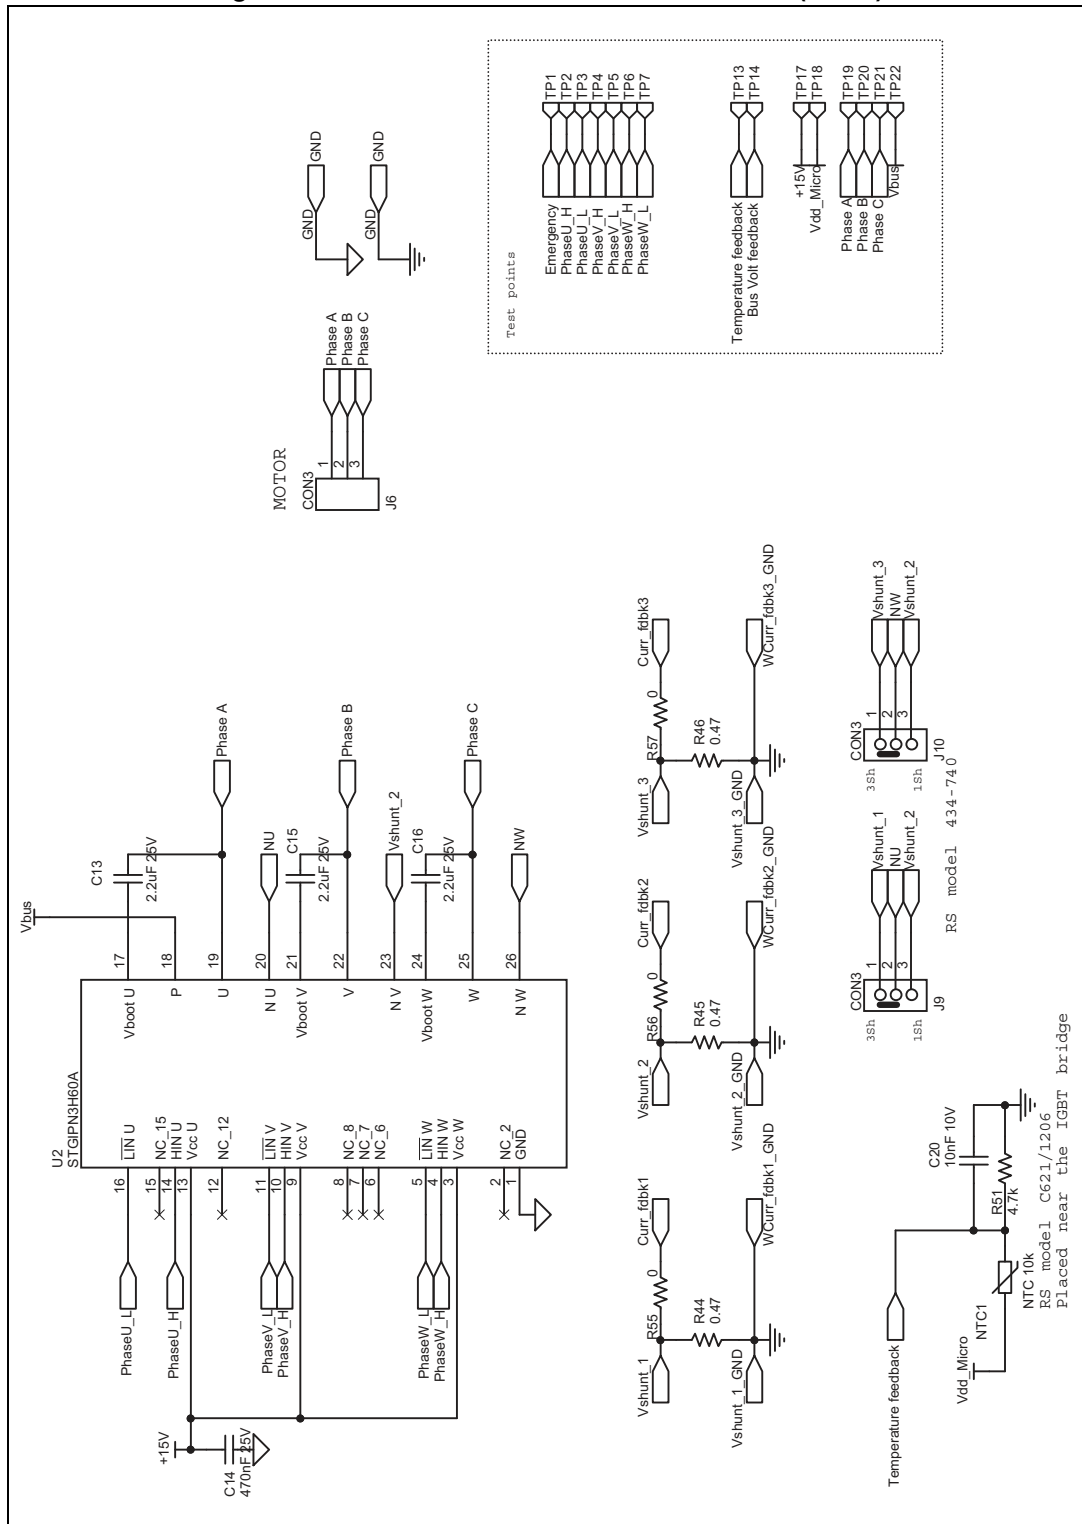 Vbus
U2
STGIPN3H60A
PhaseU_L
16
LIN U
15
NC_15
PhaseU_H
14
HIN U
13
Vcc U
12
NC_12
PhaseV_L
11
LIN V
PhaseV_H
10
HIN V
9
Vcc V
8
NC_8
7
NC_7
6
NC_6
PhaseW_L
5
LIN W
PhaseW_H
4
HIN W
3
Vcc W
2
NC_2
1
GND
+15V
C14
470nF 25V
Vboot U
17
P
18
U
19
N U
20
Vboot V
21
V
22
N V
23
Vboot W
24
W
25
N W
26
C13
2.2uF 25V
Phase A
NU
C15
2.2uF 25V
Phase B
Vshunt_2
C16
2.2uF 25V
Phase C
NW
MOTOR
CON3
J6
1
2
3
Phase A
Phase B
Phase C
GND
GND
GND
GND
Test points
Emergency
TP1
PhaseU_H
TP2
PhaseU_L
TP3
PhaseV_H
TP4
PhaseV_L
TP5
PhaseW_H
TP6
PhaseW_L
TP7
Temperature feedback
TP13
Bus Volt feedback
TP14
+15V
TP17
Vdd_Micro
TP18
Phase A
TP19
Phase B
TP20
Phase C
TP21
Vbus
TP22
Vshunt_1
R55
0
Curr_fdbk1
R44
0.47
Vshunt_1_GND
WCurr_fdbk1_GND
Vshunt_2
R56
0
Curr_fdbk2
R45
0.47
Vshunt_2_GND
WCurr_fdbk2_GND
Vshunt_3
R57
0
Curr_fdbk3
R46
0.47
Vshunt_3_GND
WCurr_fdbk3_GND
Temperature feedback
Vdd_Micro
NTC1
NTC 10k
RS model C621/1206
Placed near the IGBT bridge
C20
10nF 10V
R51
4.7k
3Sh
1Sh
CON3
J9
1
2
3
Vshunt_1
NU
Vshunt_2
RS model 434-740
3Sh
1Sh
CON3
J10
1
2
3
Vshunt_3
NW
Vshunt_2